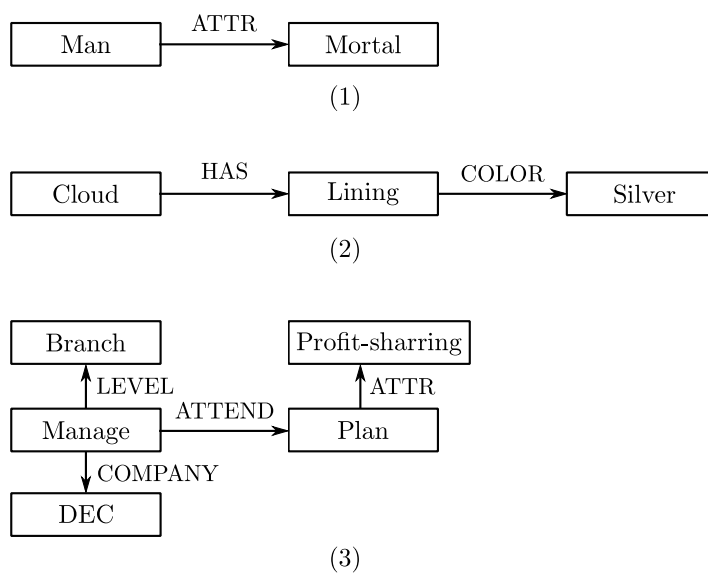 ATTR
Man Mortal
(1)
HAS COLOR
Cloud Lining Silver
(2)
Branch Profit-sharring
LEVEL ATTR
ATTEND
Manage Plan
COMPANY
DEC
(3)